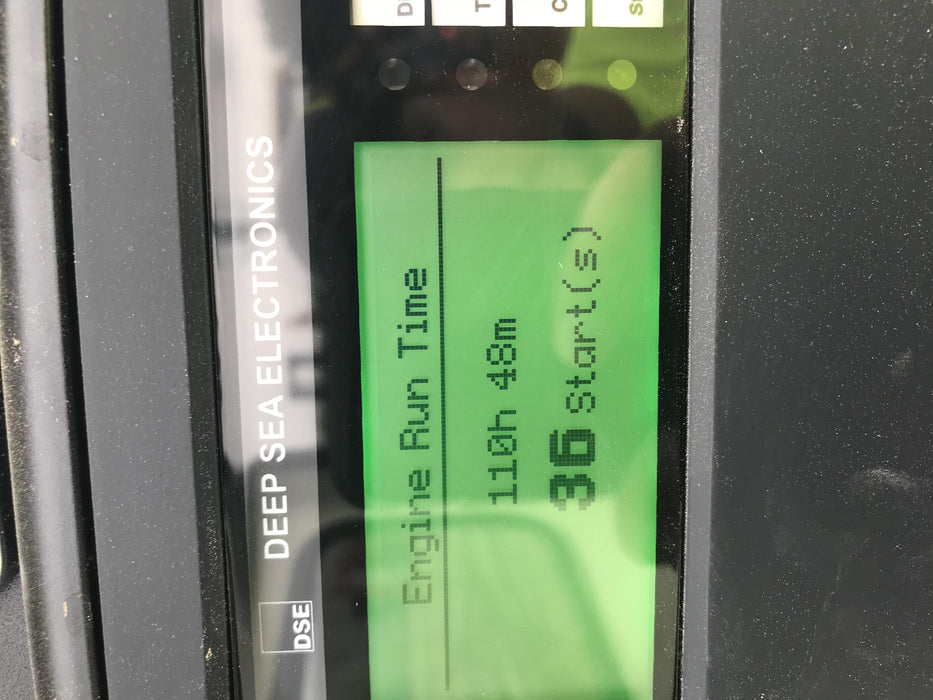 DSE DEEP SEA ELECTRONICS
Engine Run Time
110h 48m
36 Start(s)